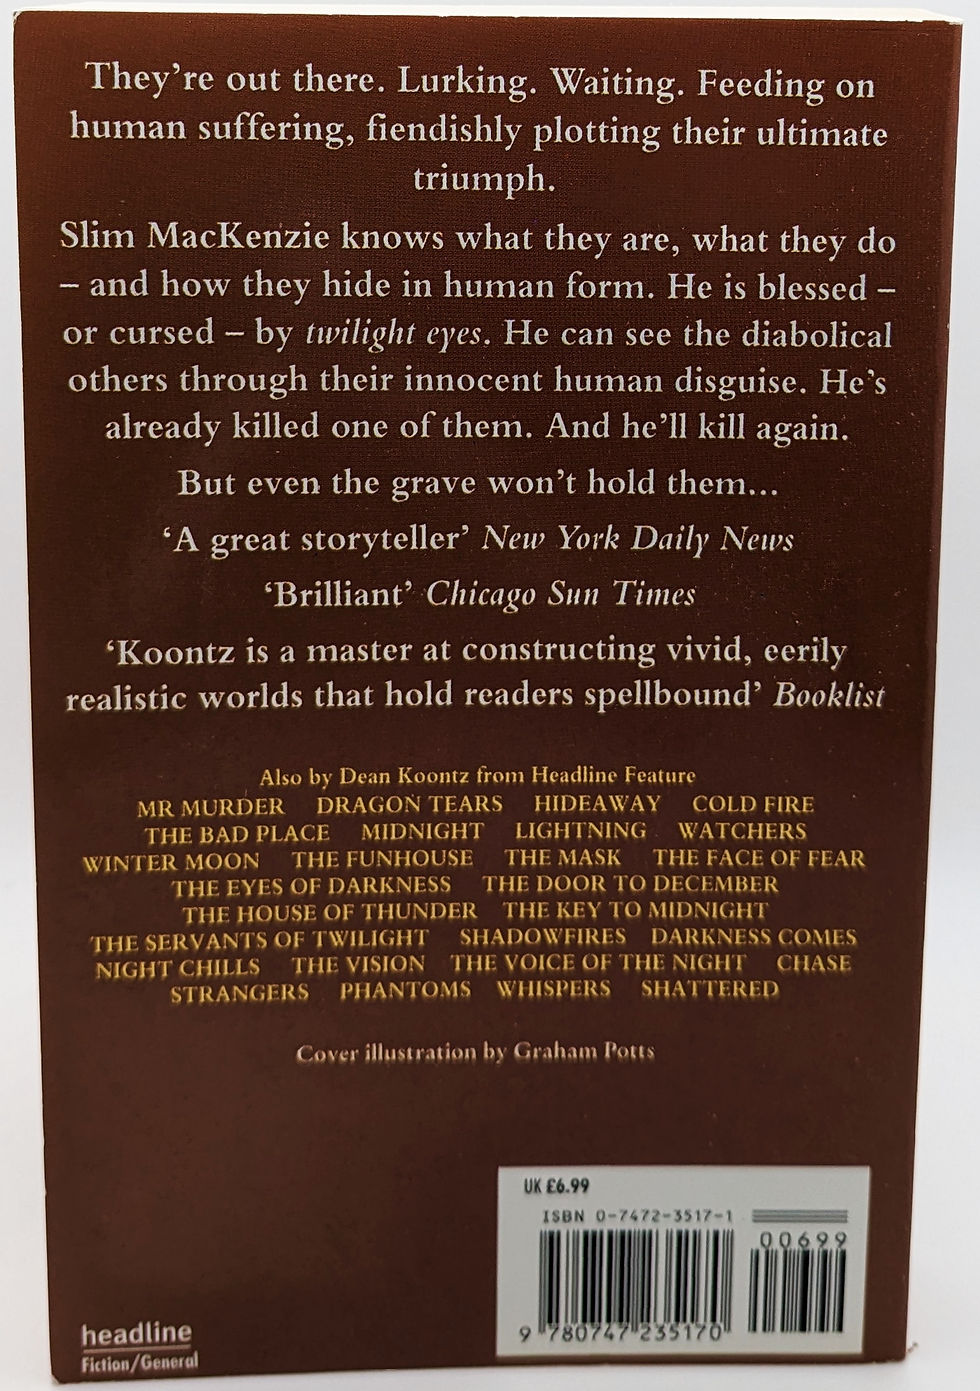 They're out there. Lurking. Waiting. Feeding on
human suffering, fiendishly plotting their ultimate
triumph.
Slim MacKenzie knows what they are, what they do
– and how they hide in human form. He is blessed –
or cursed – by twilight eyes. He can see the diabolical
others through their innocent human disguise. He's
already killed one of them. And he'll kill again.
But even the grave won't hold them...
'A great storyteller' New York Daily News
'Brilliant' Chicago Sun Times
'Koontz is a master at constructing vivid, eerily
realistic worlds that hold readers spellbound' Booklist
Also by Dean Koontz from Headline Feature
MR MURDER DRAGON TEARS HIDEAWAY COLD FIRE
THE BAD PLACE MIDNIGHT LIGHTNING WATCHERS
WINTER MOON THE FUNHOUSE THE MASK THE FACE OF FEAR
THE EYES OF DARKNESS THE DOOR TO DECEMBER
THE HOUSE OF THUNDER THE KEY TO MIDNIGHT
THE SERVANTS OF TWILIGHT SHADOWFIRES DARKNESS COMES
NIGHT CHILLS THE VISION THE VOICE OF THE NIGHT CHASE
STRANGERS PHANTOMS WHISPERS SHATTERED
Cover illustration by Graham Potts
UK £6.99
ISBN 0-7472-3517-1
00699
9 780747 235170
headline
Fiction/General